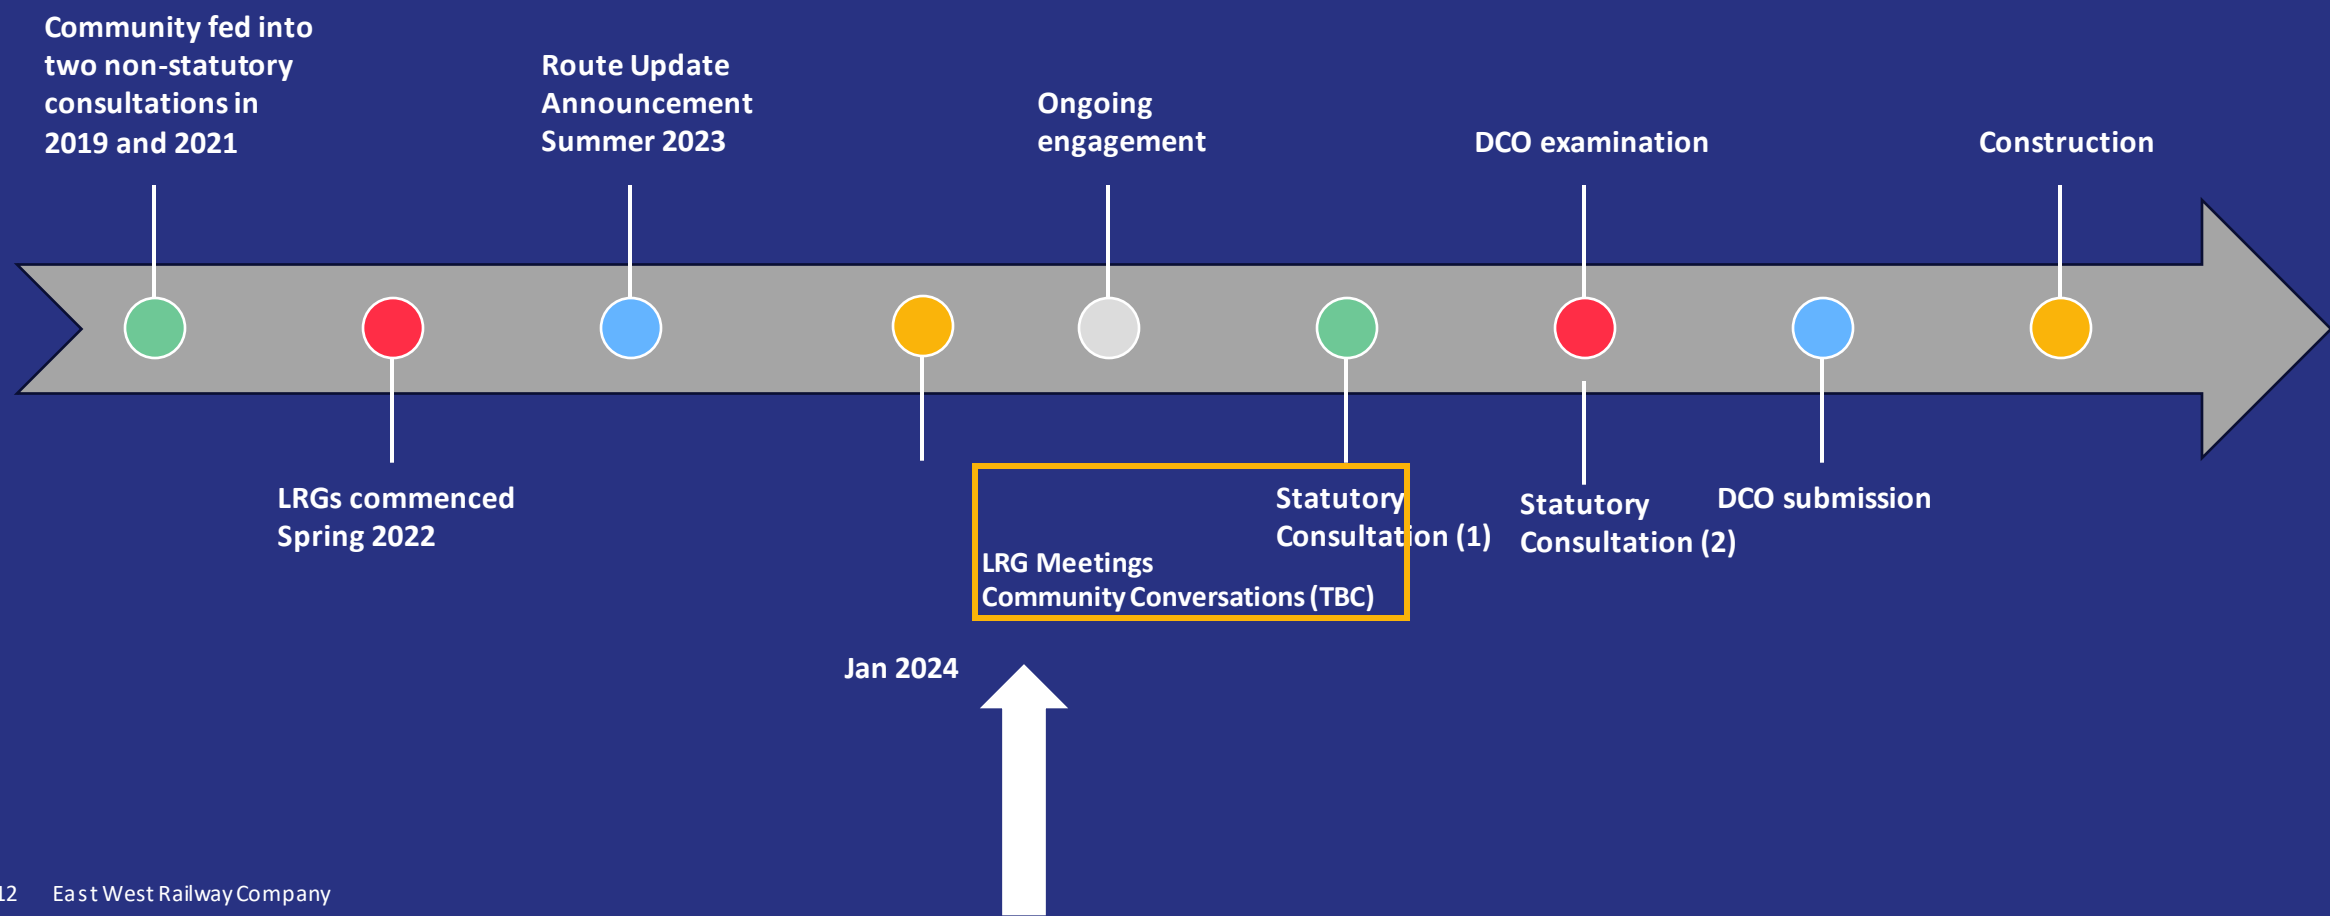 Community fed into
two non-statutory
consultations in
2019 and 2021
Route Update
Announcement
Summer 2023
Ongoing
engagement
DCO examination
Construction
LRGs commenced
Spring 2022
Statutory
Consultation (1)
Statutory
Consultation (2)
DCO submission
LRG Meetings
Community Conversations (TBC)
Jan 2024
12 East West Railway Company